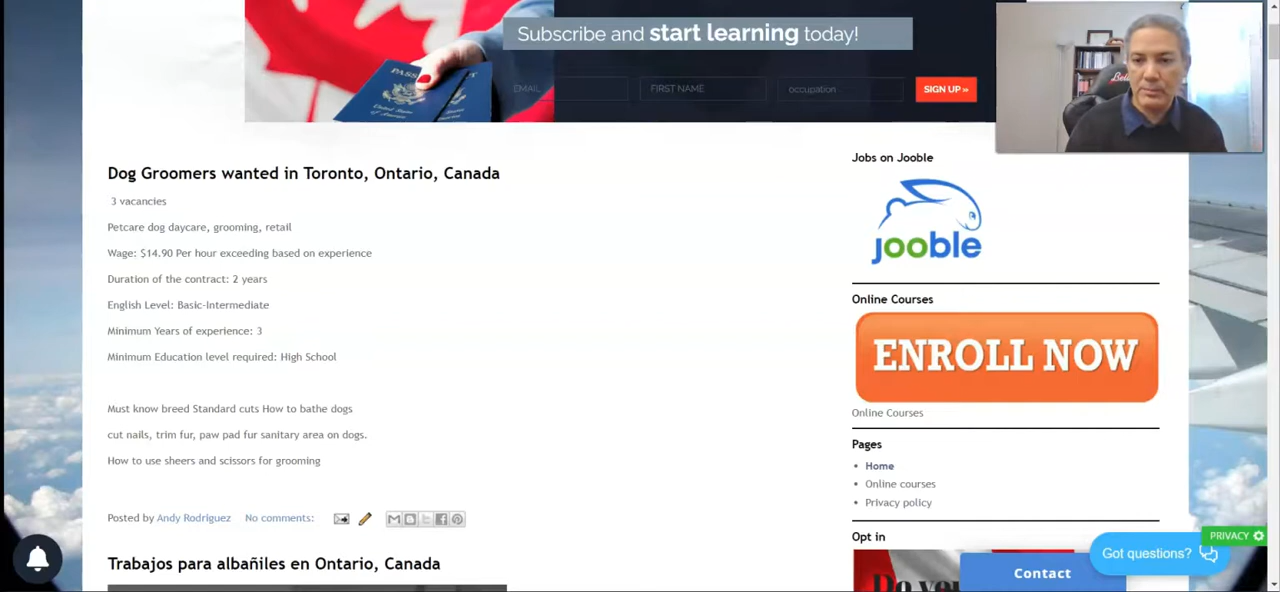 Subscribe and start learning today!
EMAIL
FIRST NAME
occupation
SIGN UP »
Dog Groomers wanted in Toronto, Ontario, Canada
3 vacancies
Petcare dog daycare, grooming, retail
Wage: $14.90 Per hour exceeding based on experience
Duration of the contract: 2 years
English Level: Basic-Intermediate
Minimum Years of experience: 3
Minimum Education level required: High School
Must know breed Standard cuts How to bathe dogs
cut nails, trim fur, paw pad fur sanitary area on dogs.
How to use sheers and scissors for grooming
Posted by Andy Rodriguez No comments:
Trabajos para albañiles en Ontario, Canada
Jobs on Jooble
jooble
Online Courses
ENROLL NOW
Online Courses
Pages
Home
Online courses
Privacy policy
Opt in
PRIVACY
Got questions?
Contact